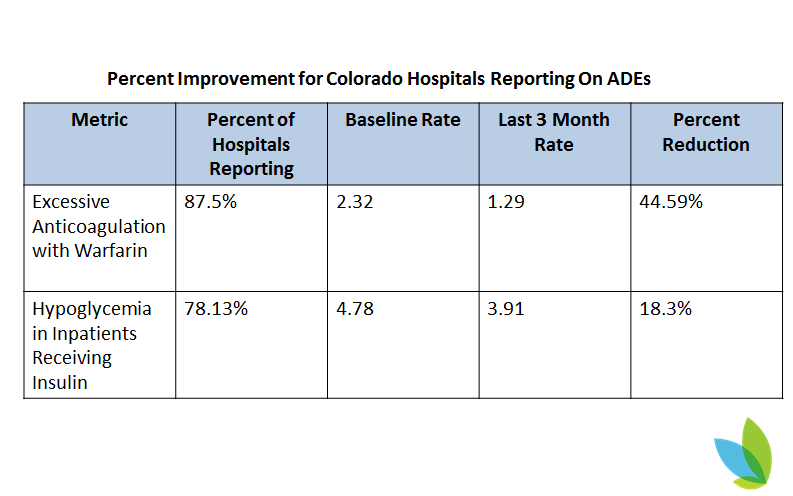 Percent Improvement for Colorado Hospitals Reporting On ADEs
Metric
Percent of
Hospitals
Reporting
Baseline Rate
Last 3 Month
Rate
Percent
Reduction
Excessive
Anticoagulation
with Warfarin
87.5%
2.32
1.29
44.59%
Hypoglycemia
in Inpatients
Receiving
Insulin
78.13%
4.78
3.91
18.3%